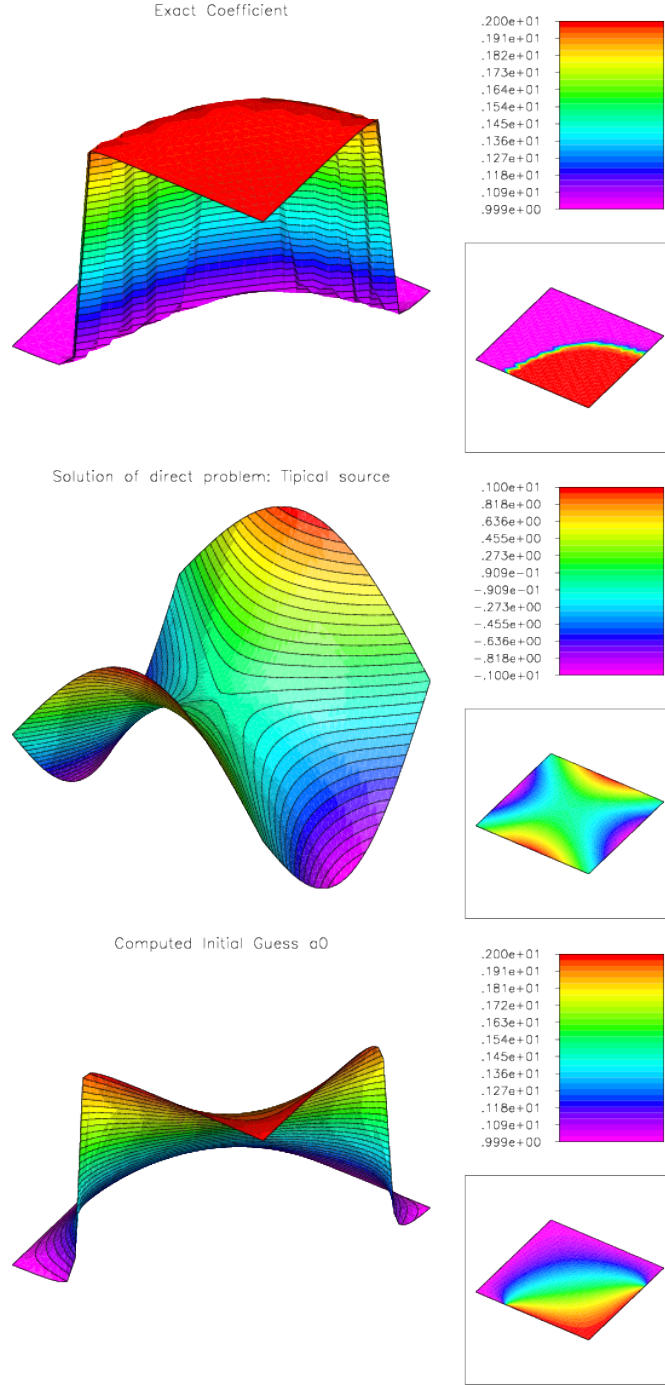 Exact Coefficient
.200e+01
.191e+01
.182e+01
.173e+01
.164e+01
.154e+01
.145e+01
.136e+01
.127e+01
.118e+01
.109e+01
.999e+00
Solution of direct problem: Tipical source
.100e+01
.818e+00
.636e+00
.455e+00
.273e+00
.909e-01
-.909e-01
-.273e+00
-.455e+00
-.636e+00
-.818e+00
-.100e+01
Computed Initial Guess a0
.200e+01
.191e+01
.181e+01
.172e+01
.163e+01
.154e+01
.145e+01
.136e+01
.127e+01
.118e+01
.109e+01
.999e+00